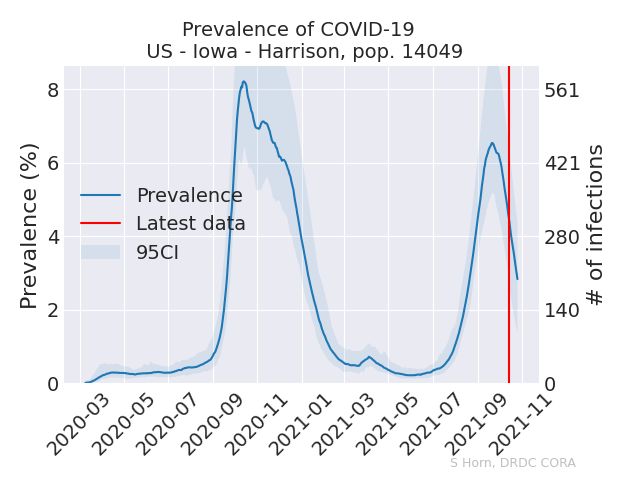 Prevalence of COVID-19
US - Iowa - Harrison, pop. 14049
Prevalence (%)
8
6
4
2
0
Prevalence
Latest data
95CI
561
421
280
140
0
# of infections
2020-03
2020-05
2020-07
2020-09
2020-11
2021-01
2021-03
2021-05
2021-07
2021-09
2021-11
S Horn, DRDC CORA